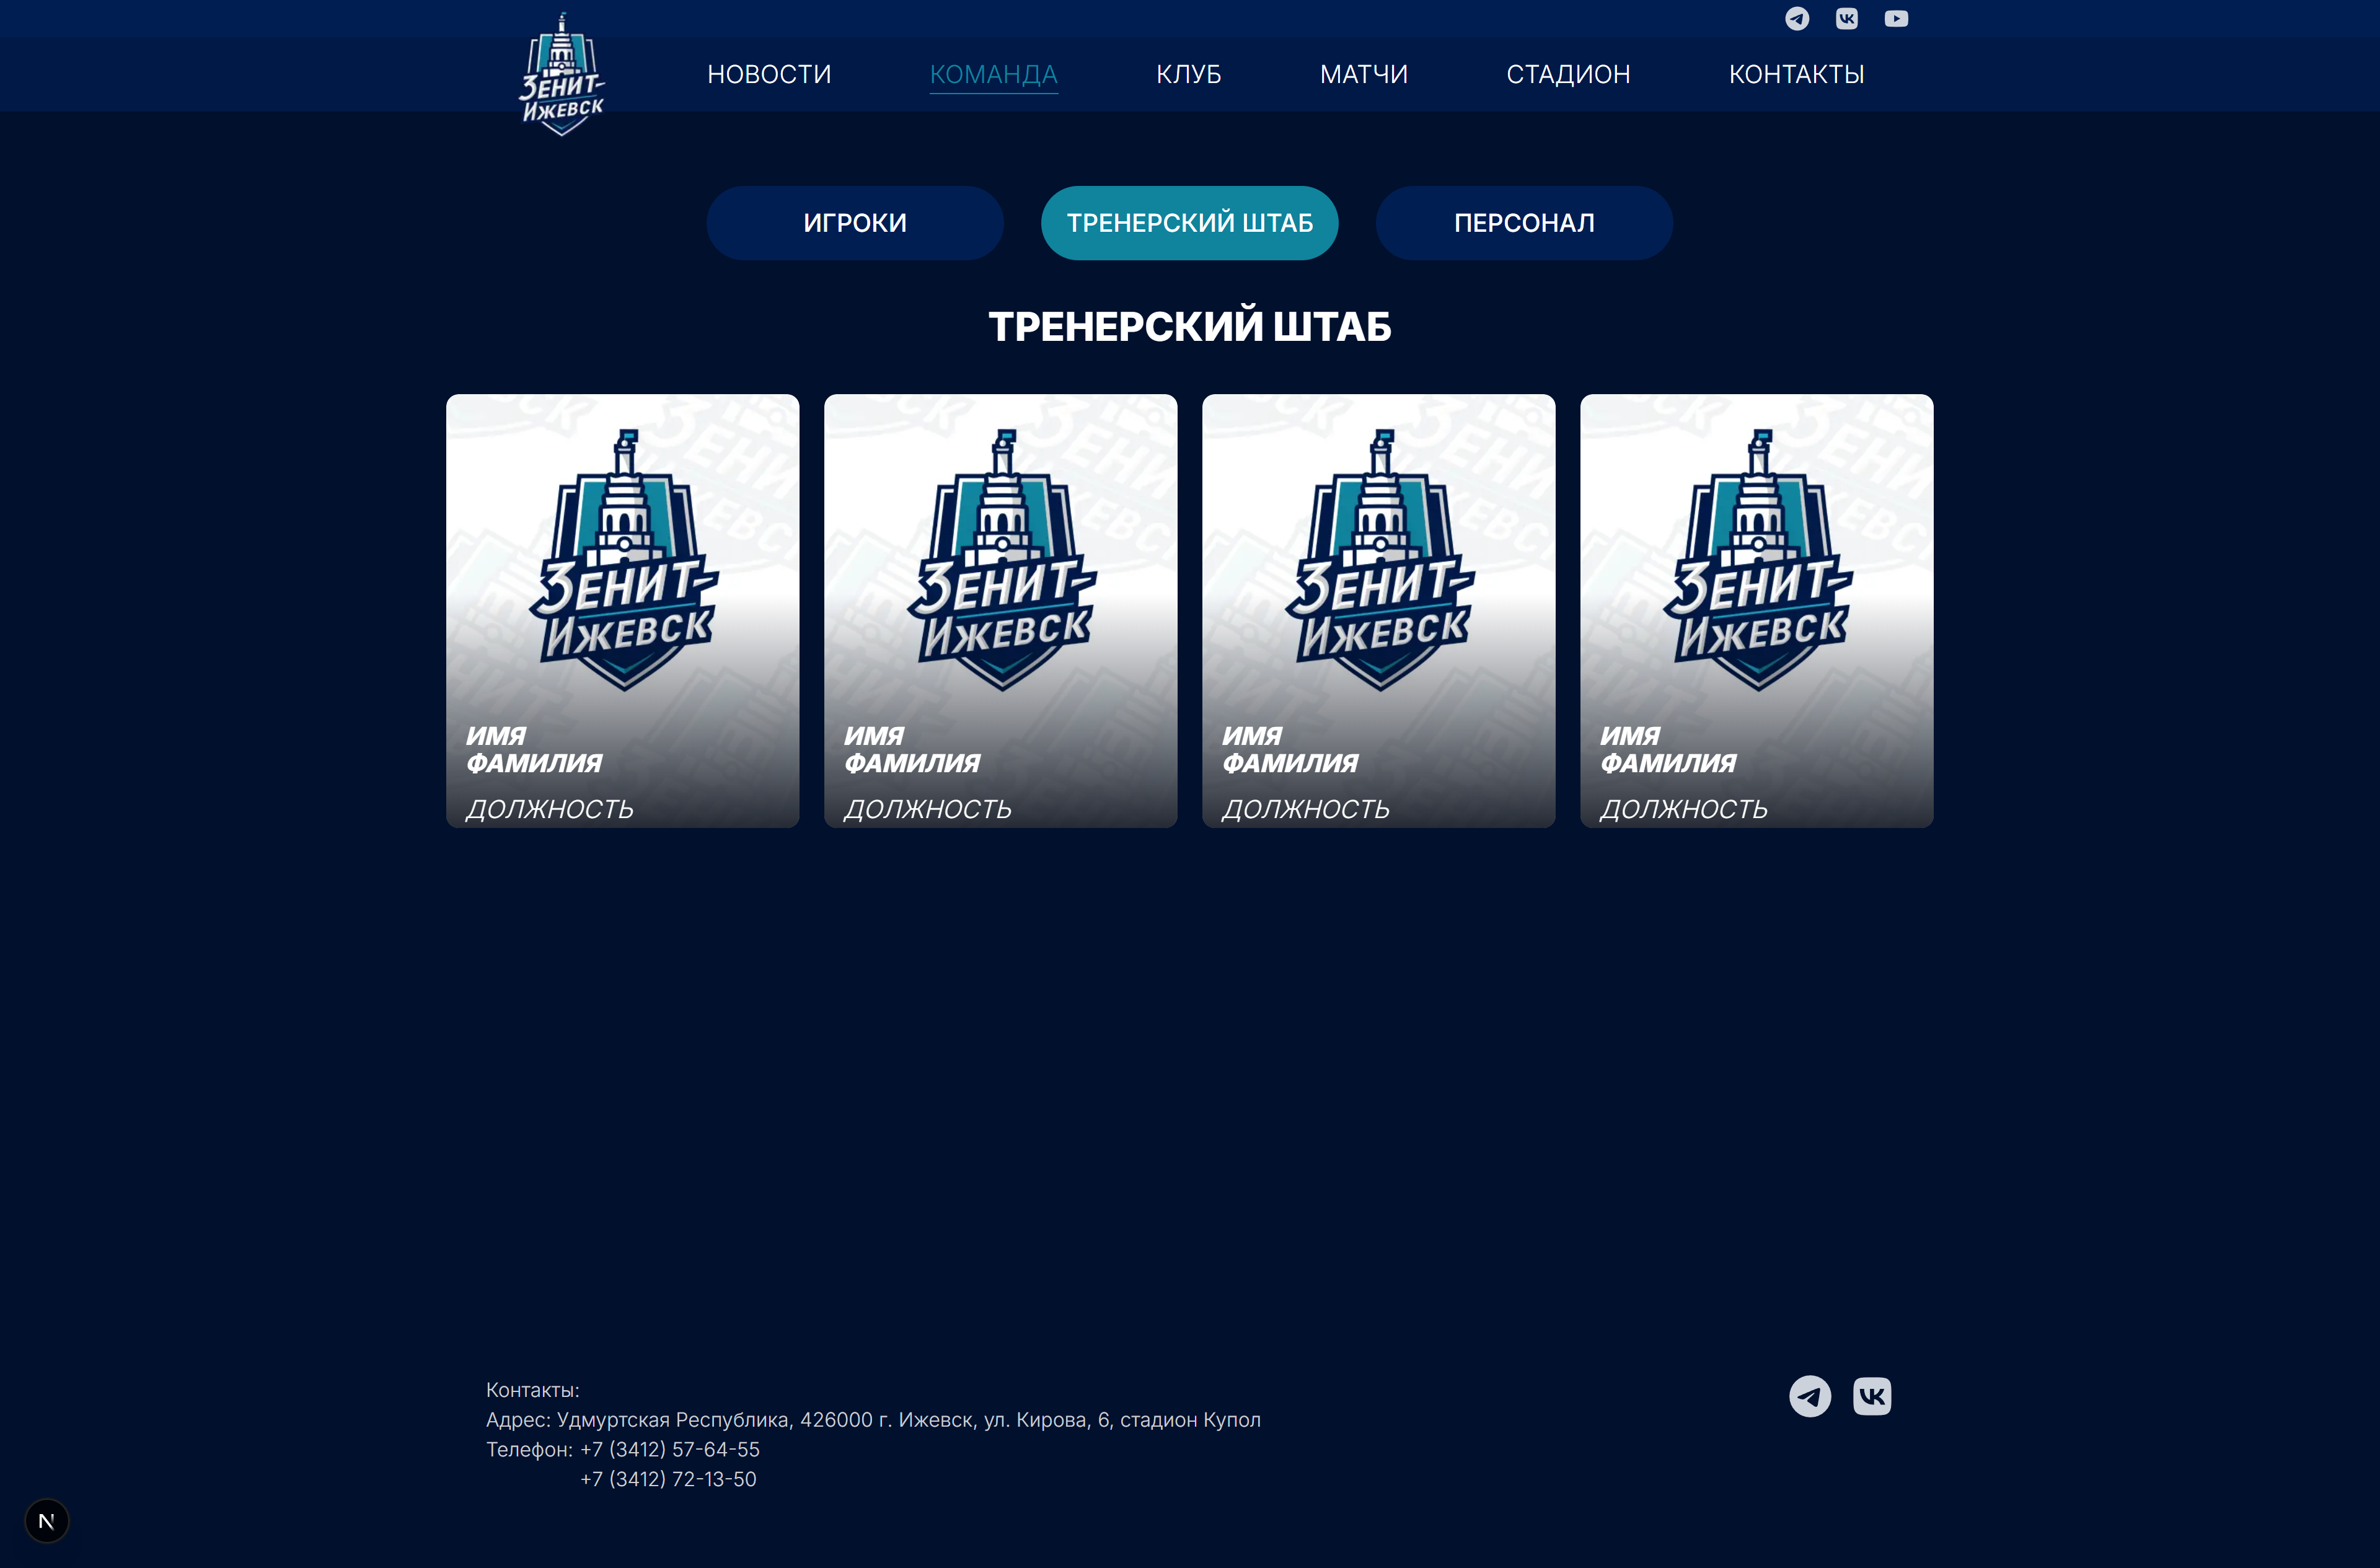 ЗЕНИТ-
ИЖЕВСК
НОВОСТИ
КОМАНДА
КЛУБ
МАТЧИ
СТАДИОН
КОНТАКТЫ
ИГРОКИ
ТРЕНЕРСКИЙ ШТАБ
ПЕРСОНАЛ
ТРЕНЕРСКИЙ ШТАБ
ЗЕНИТ-
ИЖЕВСК
ИМЯ
ФАМИЛИЯ
ДОЛЖНОСТЬ
ЗЕНИТ-
ИЖЕВСК
ИМЯ
ФАМИЛИЯ
ДОЛЖНОСТЬ
ЗЕНИТ-
ИЖЕВСК
ИМЯ
ФАМИЛИЯ
ДОЛЖНОСТЬ
ЗЕНИТ-
ИЖЕВСК
ИМЯ
ФАМИЛИЯ
ДОЛЖНОСТЬ
Контакты:
Адрес: Удмуртская Республика, 426000 г. Ижевск, ул. Кирова, 6, стадион Купол
Телефон: +7 (3412) 57-64-55
+7 (3412) 72-13-50